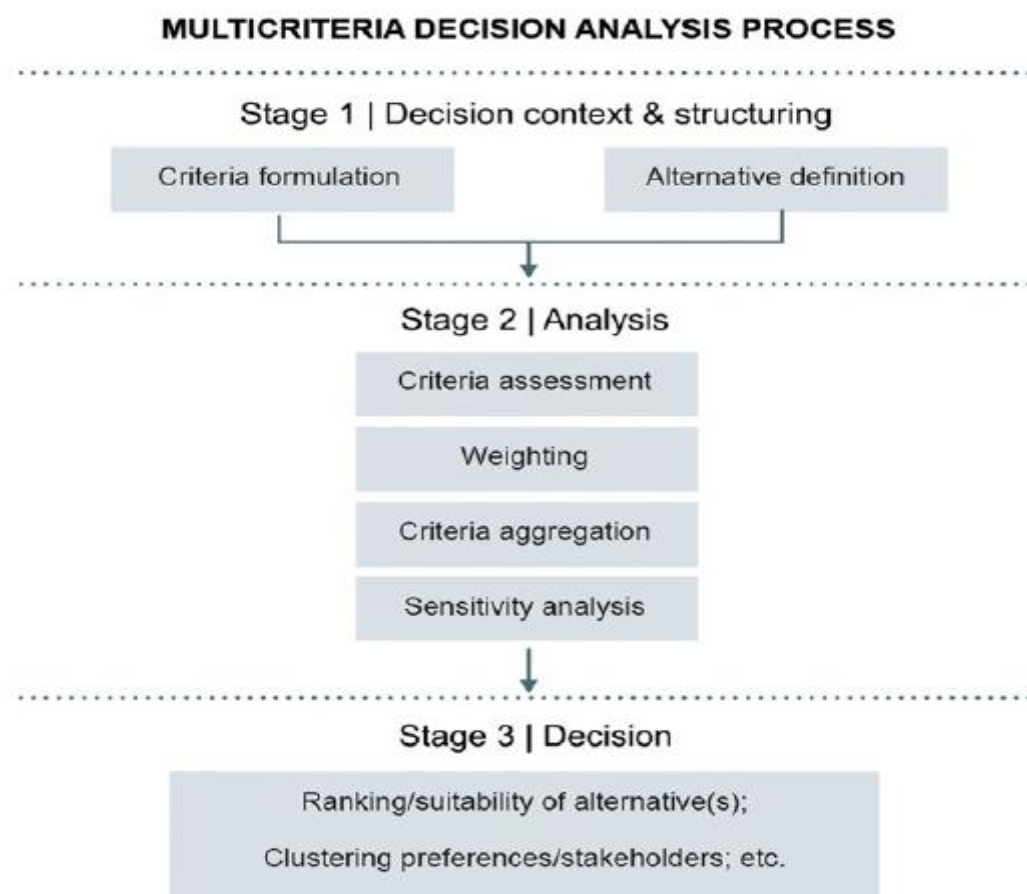 MULTICRITERIA DECISION ANALYSIS PROCESS
Stage 1 | Decision context & structuring
Criteria formulation
Alternative definition
Stage 2 | Analysis
Criteria assessment
Weighting
Criteria aggregation
Sensitivity analysis
Stage 3 | Decision
Ranking/suitability of alternative(s);
Clustering preferences/stakeholders; etc.